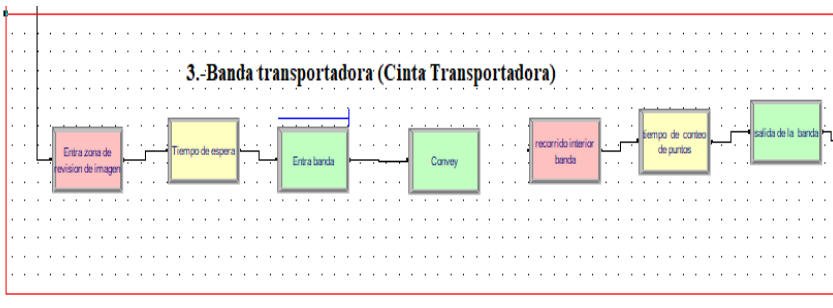 3.-Banda transportadora (Cinta Transportadora)
Entra zona de
revision de imagen
Tiempo de espera
Entra banda
Convey
recorrido interior
banda
tiempo de conteo
de puntos
salida de la banda